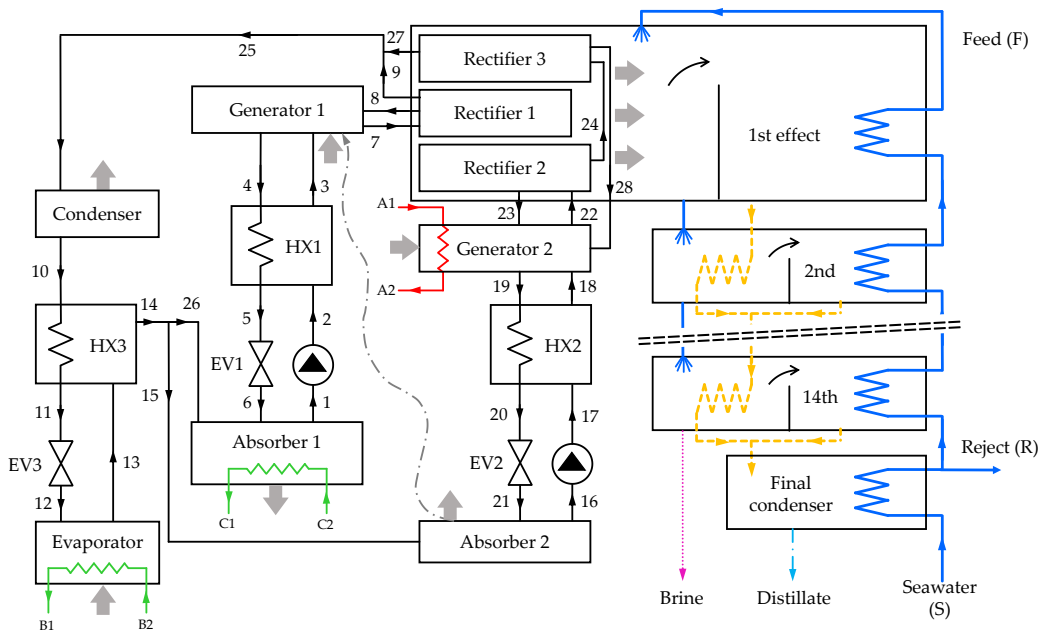 25
27
9
Rectifier 3
Feed (F)
Generator 1
8
7
Rectifier 1
24
1st effect
Rectifier 2
28
4
3
Condenser
HX1
A1
23
22
Generator 2
2nd
10
A2
19
18
14
26
5
2
HX3
HX2
EV1
15
14th
11
6
1
20
17
Absorber 1
Reject (R)
EV3
13
EV2
Final
condenser
12
C1
C2
21
16
Evaporator
Absorber 2
B1
B2
Brine
Distillate
Seawater
(S)